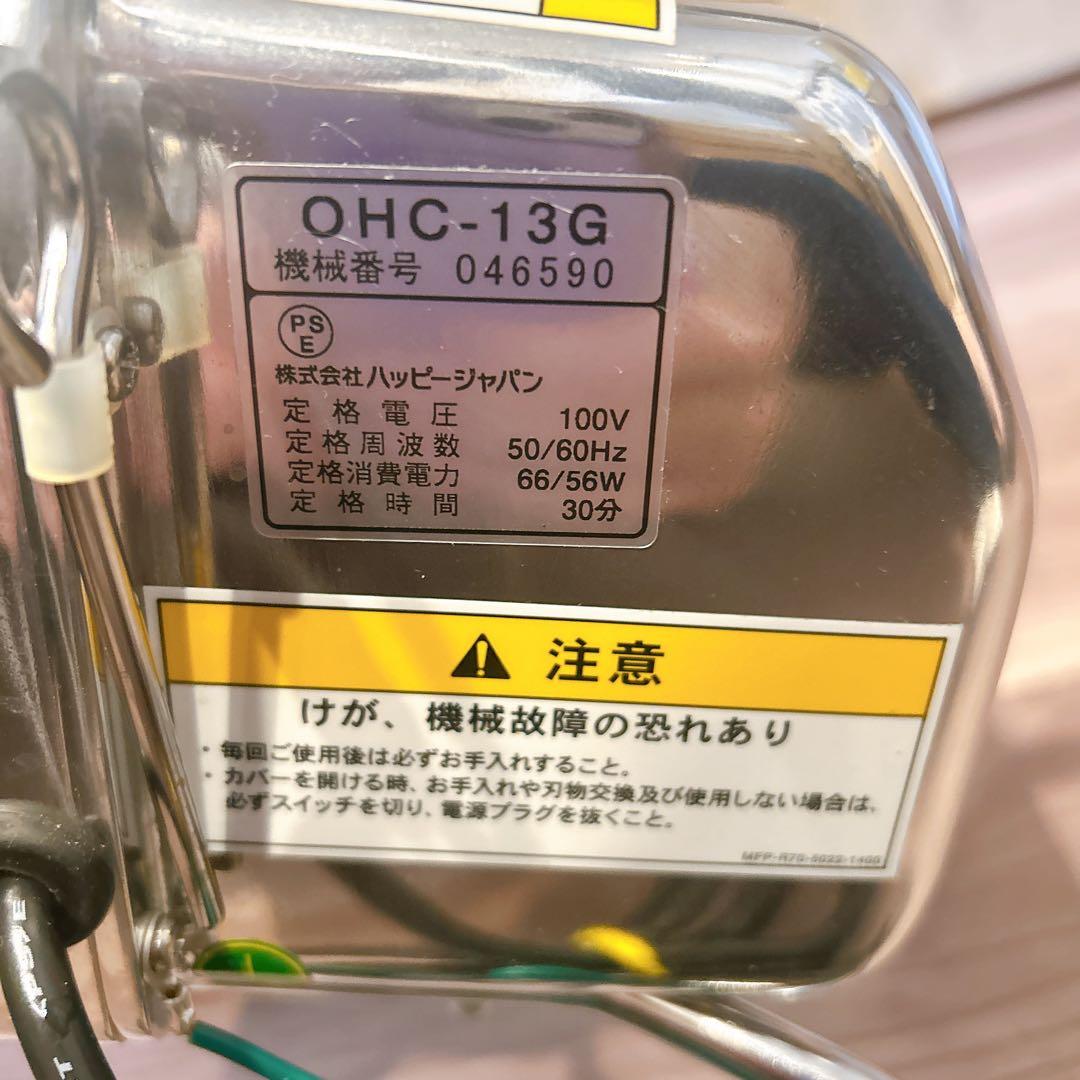 OHC-13G
機械番号 046590
PS
E
株式会社 ハッピージャパン
定格電圧 100V
定格周波数 50/60Hz
定格消費電力 66/56W
定格時間 30分
注意
けが、機械故障の恐れあり
・毎回ご使用後は必ずお手入れすること。
・カバーを開ける時、お手入れや刃物交換及び使用しない場合は、
必ずスイッチを切り、電源プラグを抜くこと。